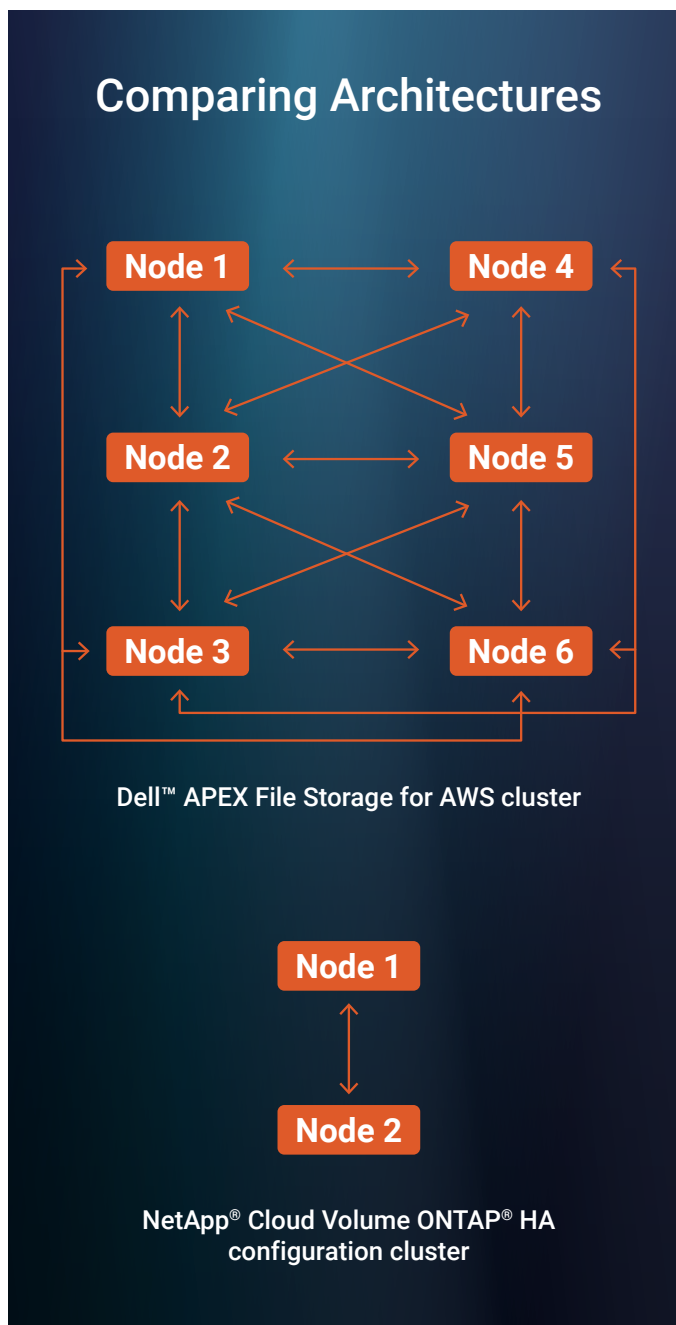 Comparing Architectures
Node 1
Node 4
Node 2
Node 5
Node 3
Node 6
Dell™ APEX File Storage for AWS cluster
Node 1
Node 2
NetApp® Cloud Volume ONTAP® HA
configuration cluster